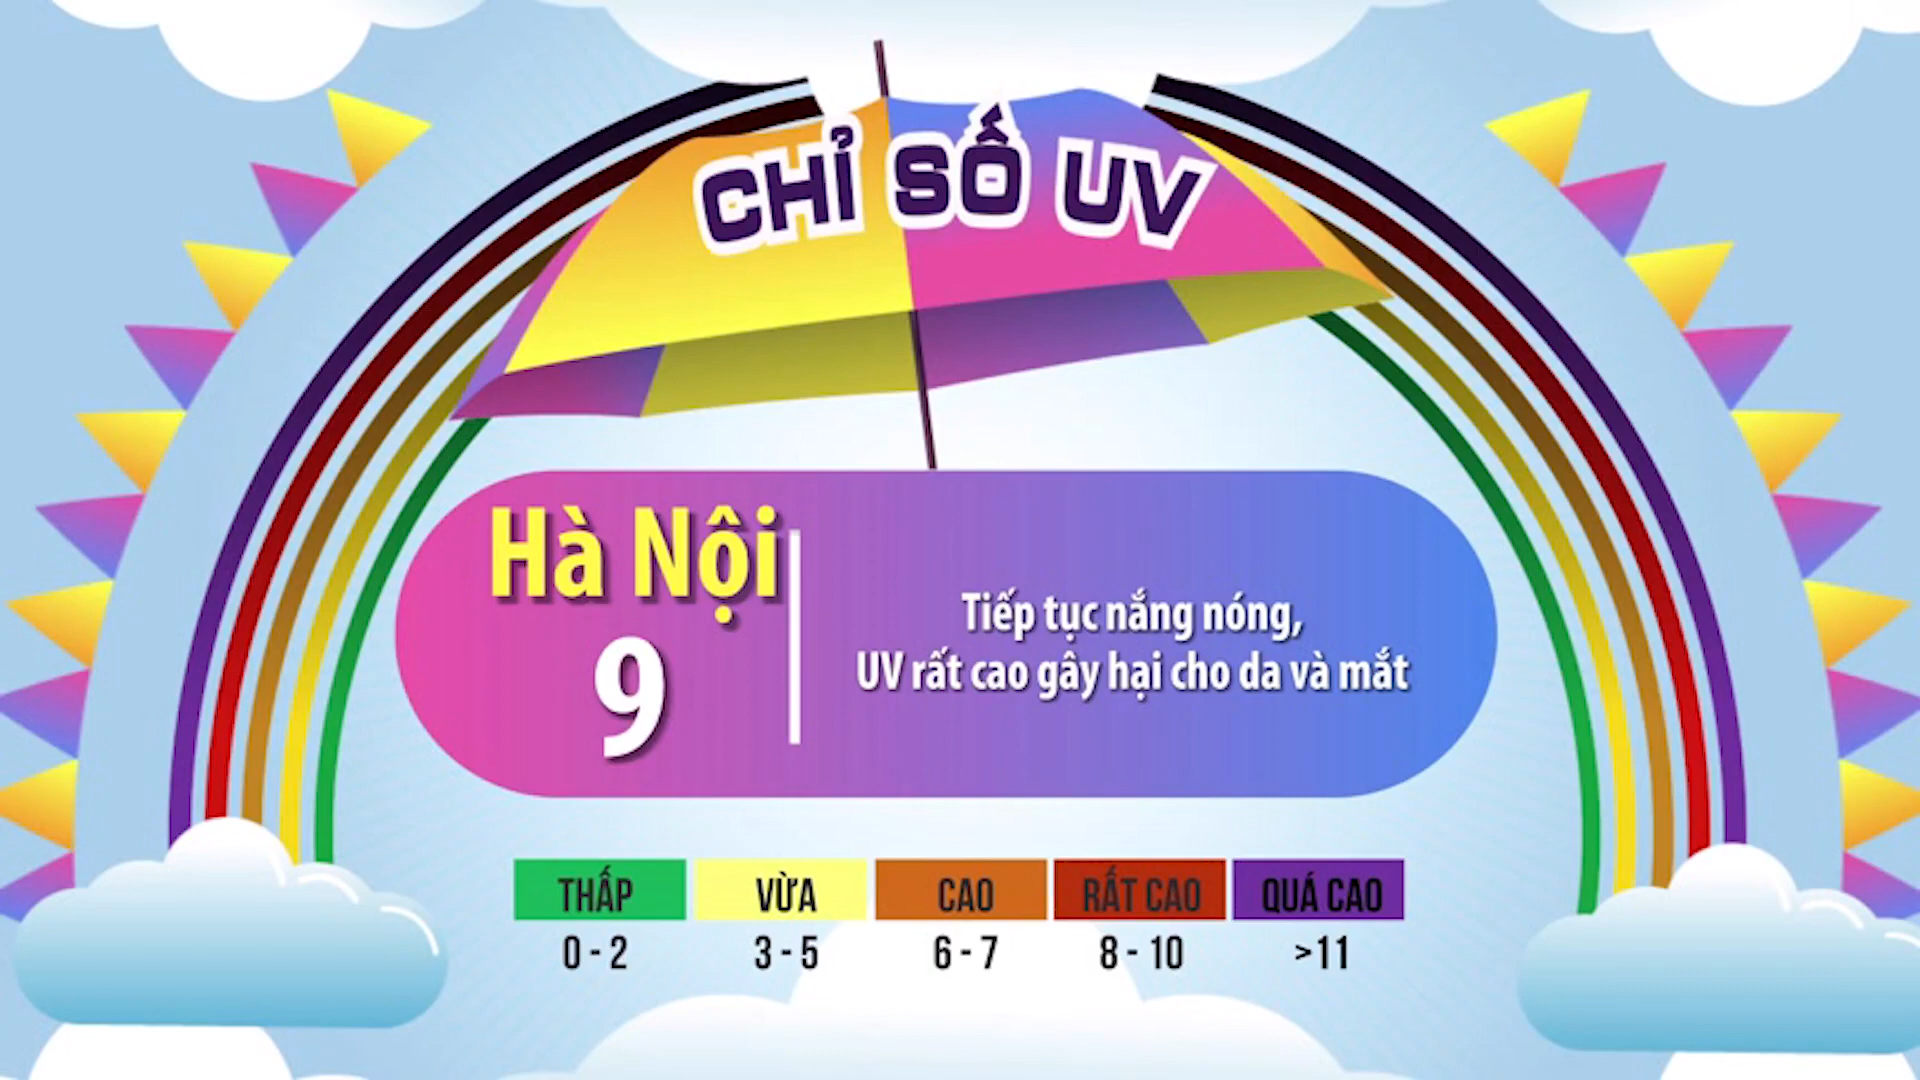 CHỈ SỐ UV
Hà Nội
9
Tiếp tục nắng nóng,
UV rất cao gây hại cho da và mắt
THẤP VỪA CAO RẤT CAO QUÁ CAO
0 - 2 3 - 5 6 - 7 8 - 10 >11